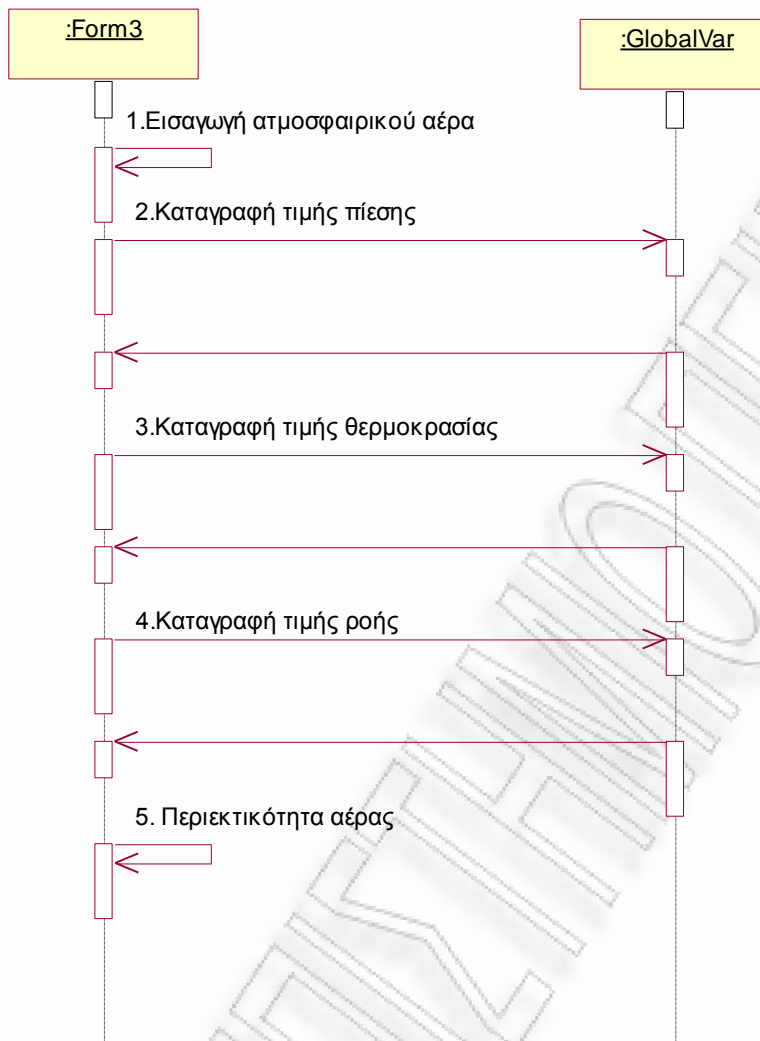 :Form3
:GlobalVar
1.Εισαγωγή ατμοσφαιρικού αέρα
2.Καταγραφή τιμής πίεσης
3.Καταγραφή τιμής θερμοκρασίας
4.Καταγραφή τιμής ροής
5. Περιεκτικότητα αέρας